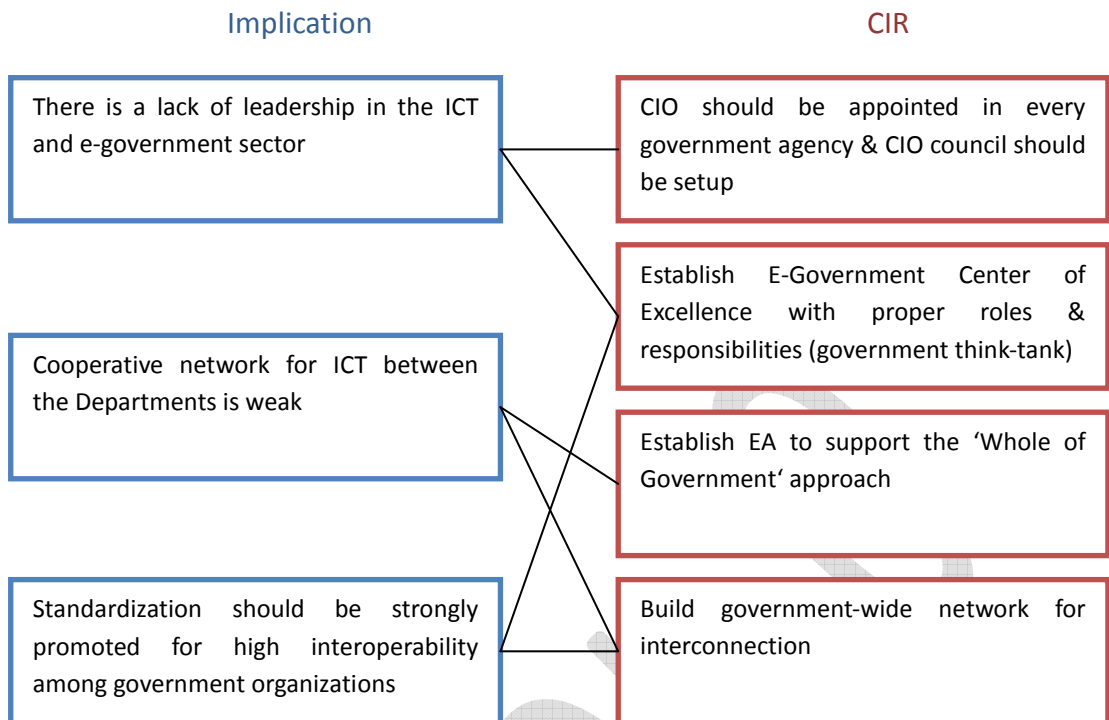 Implication
CIR
There is a lack of leadership in the ICT
and e-government sector
CIO should be appointed in every
government agency & CIO council should
be setup
Establish E-Government Center of
Excellence with proper roles &
responsibilities (government think-tank)
Cooperative network for ICT between
the Departments is weak
Establish EA to support the ‘Whole of
Government‘ approach
Standardization should be strongly
promoted for high interoperability
among government organizations
Build government-wide network for
interconnection